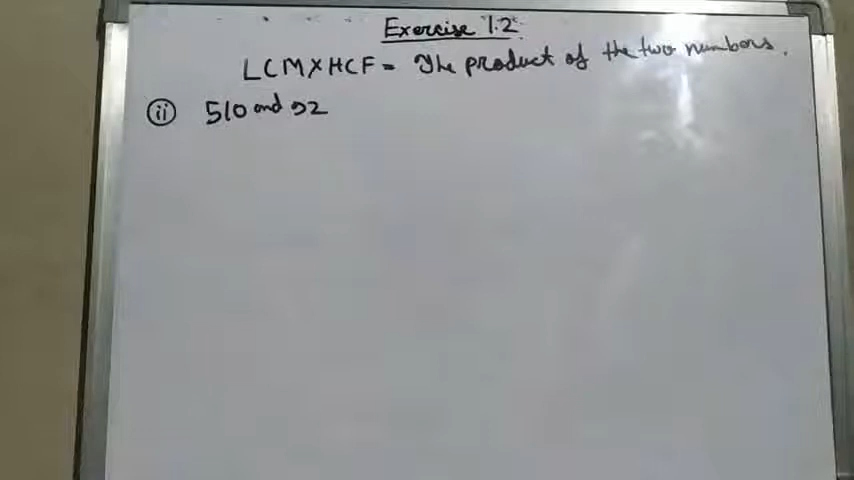 Exercise 1.2
LCM X HCF = The product of the two numbers.
(ii) 510 and 92